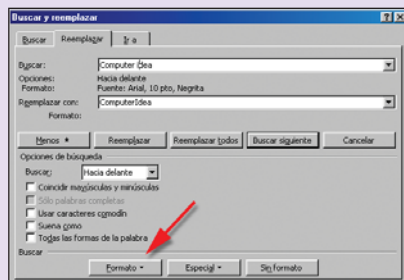 Buscar y reemplazar
Buscar Reemplazar Ir a
Buscar: Computer Idea
Opciones: Hacia delante
Formato: Fuente: Arial, 10 pto, Negrita
Reemplazar con: ComputerIdea
Formato:
Menos Reemplazar Reemplazar todos Buscar siguiente Cancelar
Opciones de búsqueda
Buscar: Hacia delante
Coincidir mayúsculas y minúsculas
Sólo palabras completas
Usar caracteres comodín
Suena como
Todas las formas de la palabra
Buscar
Formato Especial Sin formato